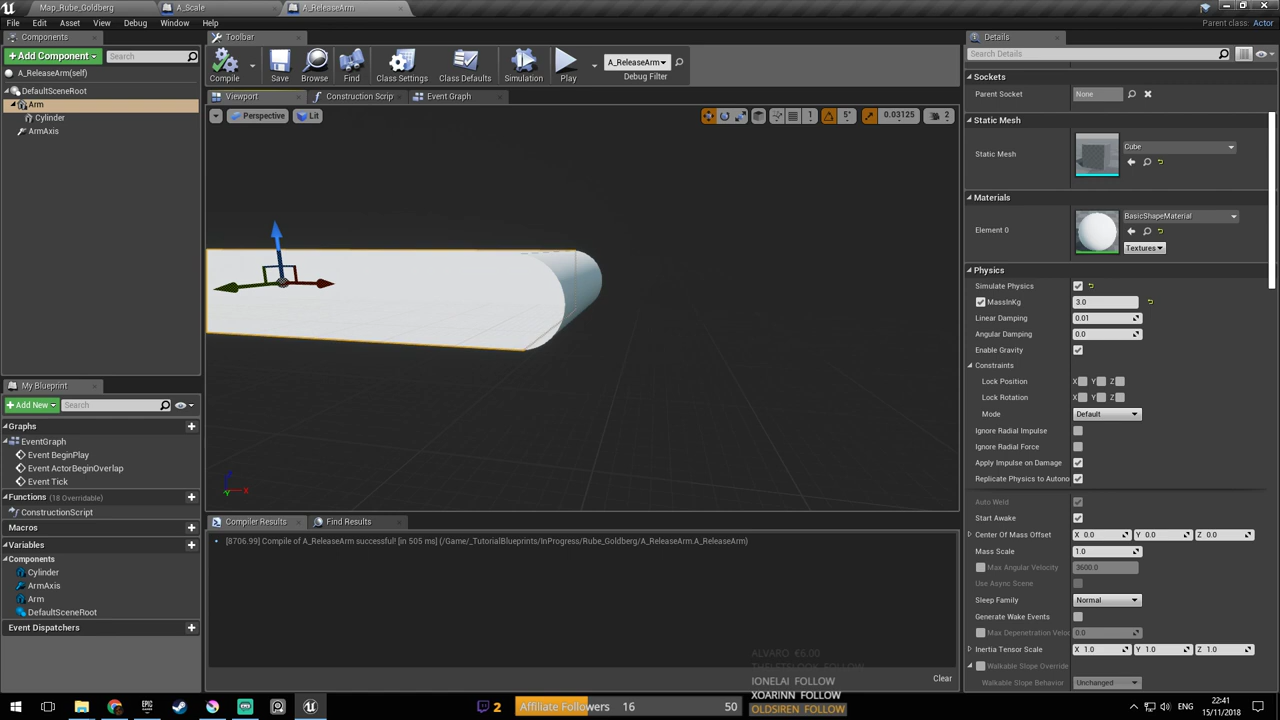 Map_Rube_Goldberg
A_Scale
A_ReleaseArm
File Edit Asset View Debug Window Help
Parent class: Actor
Components
+ Add Component
Search
A_ReleaseArm(self)
DefaultSceneRoot
Arm
Cylinder
ArmAxis
Toolbar
Compile
Save
Browse
Find
Class Settings
Class Defaults
Simulation
Play
A_ReleaseArm
Debug Filter
Viewport
Construction Scrip
Event Graph
Perspective
Lit
1
5°
0.03125
2
My Blueprint
+ Add New
Search
Graphs
EventGraph
Event BeginPlay
Event ActorBeginOverlap
Event Tick
Functions (18 Overridable)
ConstructionScript
Macros
Variables
Components
Cylinder
ArmAxis
Arm
DefaultSceneRoot
Event Dispatchers
Compiler Results
Find Results
[8706.99] Compile of A_ReleaseArm successful! [in 505 ms] (/Game/_TutorialBlueprints/InProgress/Rube_Goldberg/A_ReleaseArm.A_ReleaseArm)
Clear
Details
Search Details
Sockets
Parent Socket None
Static Mesh
Static Mesh Cube
Materials
Element 0 BasicShapeMaterial
Textures
Physics
Simulate Physics
MassInKg 3.0
Linear Damping 0.01
Angular Damping 0.0
Enable Gravity
Constraints
Lock Position X Y Z
Lock Rotation X Y Z
Mode Default
Ignore Radial Impulse
Ignore Radial Force
Apply Impulse on Damage
Replicate Physics to Autono
Auto Weld
Start Awake
Center Of Mass Offset X 0.0 Y 0.0 Z 0.0
Mass Scale 1.0
Max Angular Velocity 3600.0
Use Async Scene
Sleep Family Normal
Generate Wake Events
Max Depenetration Veloc 0.0
Inertia Tensor Scale X 1.0 Y 1.0 Z 1.0
Walkable Slope Override
Walkable Slope Behavior Unchanged
ALVARO €6.00
THELETSLOOK FOLLOW
IONELAI FOLLOW
XOARINN FOLLOW
OLDSIREN FOLLOW
2
Affiliate Followers 16 50
22:41
15/11/2018